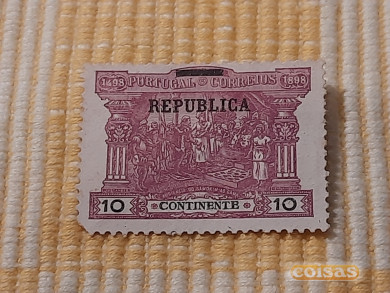 1498 PORTUGAL CORREIOS 1898
REPUBLICA
10 CONTINENTE 10
coisas